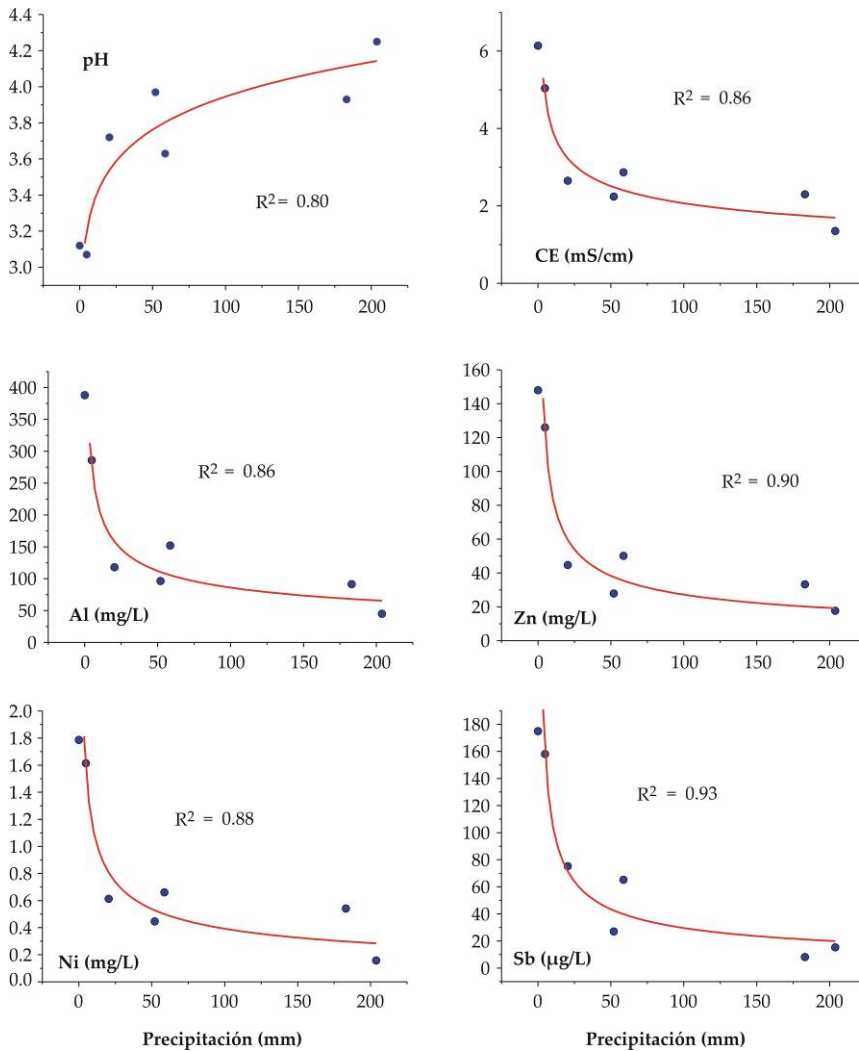 pH
4.4
4.2
4.0
3.8
3.6
3.4
3.2
3.0
R² = 0.80
0 50 100 150 200
6
4
2
0
R² = 0.86
CE (mS/cm)
0 50 100 150 200
400
350
300
250
200
150
100
50
0
R² = 0.86
Al (mg/L)
0 50 100 150 200
160
140
120
100
80
60
40
20
0
R² = 0.90
Zn (mg/L)
0 50 100 150 200
2.0
1.8
1.6
1.4
1.2
1.0
0.8
0.6
0.4
0.2
0.0
R² = 0.88
Ni (mg/L)
0 50 100 150 200
Precipitación (mm)
180
160
140
120
100
80
60
40
20
0
R² = 0.93
Sb (µg/L)
0 50 100 150 200
Precipitación (mm)